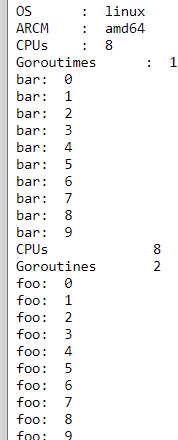 OS : linux
ARCM : amd64
CPUs : 8
Goroutimes : 1
bar: 0
bar: 1
bar: 2
bar: 3
bar: 4
bar: 5
bar: 6
bar: 7
bar: 8
bar: 9
CPUs 8
Goroutines 2
foo: 0
foo: 1
foo: 2
foo: 3
foo: 4
foo: 5
foo: 6
foo: 7
foo: 8
foo: 9